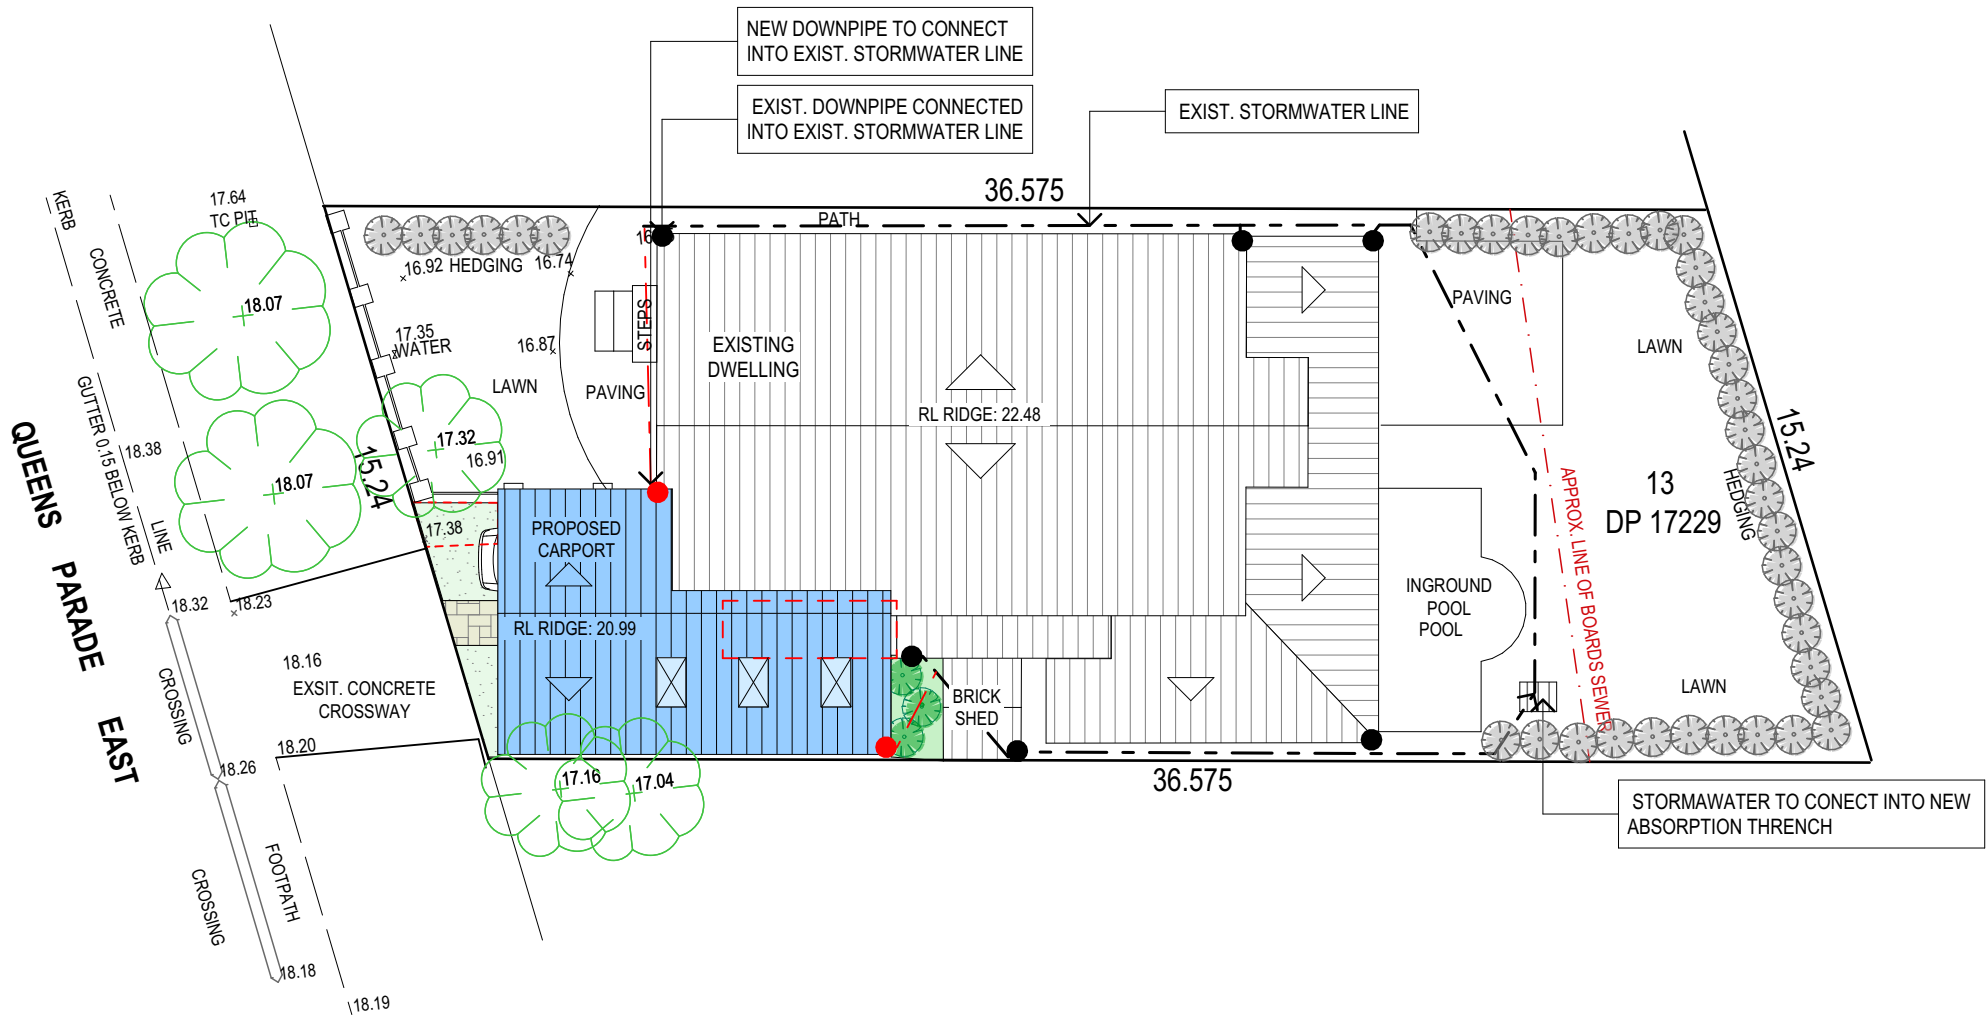 NEW DOWNPIPE TO CONNECT
INTO EXIST. STORMWATER LINE
EXIST. DOWNPIPE CONNECTED
INTO EXIST. STORMWATER LINE
EXIST. STORMWATER LINE
36.575
PATH
KERB
17.64
TC PIT
CONCRETE
18.07
16.92
HEDGING
16.74
17.35
WATER
16.87
STEPS
LAWN
PAVING
EXISTING
DWELLING
RL RIDGE: 22.48
PAVING
LAWN
15.24
HEDGING
13
DP 17229
APPROX. LINE OF BOARDS SEWER
GUTTER 0.15 BELOW KERB
18.38
LINE
18.07
17.32
16.91
15.24
17.38
PROPOSED
CARPORT
RL RIDGE: 20.99
QUEENS PARADE EAST
18.32
18.23
18.16
EXSIT. CONCRETE
CROSSWAY
CROSSING
18.20
18.26
17.16
17.04
BRICK
SHED
INGROUND
POOL
POOL
LAWN
36.575
STORMAWATER TO CONECT INTO NEW
ABSORPTION THRENCH
FOOTPATH
CROSSING
18.18
18.19